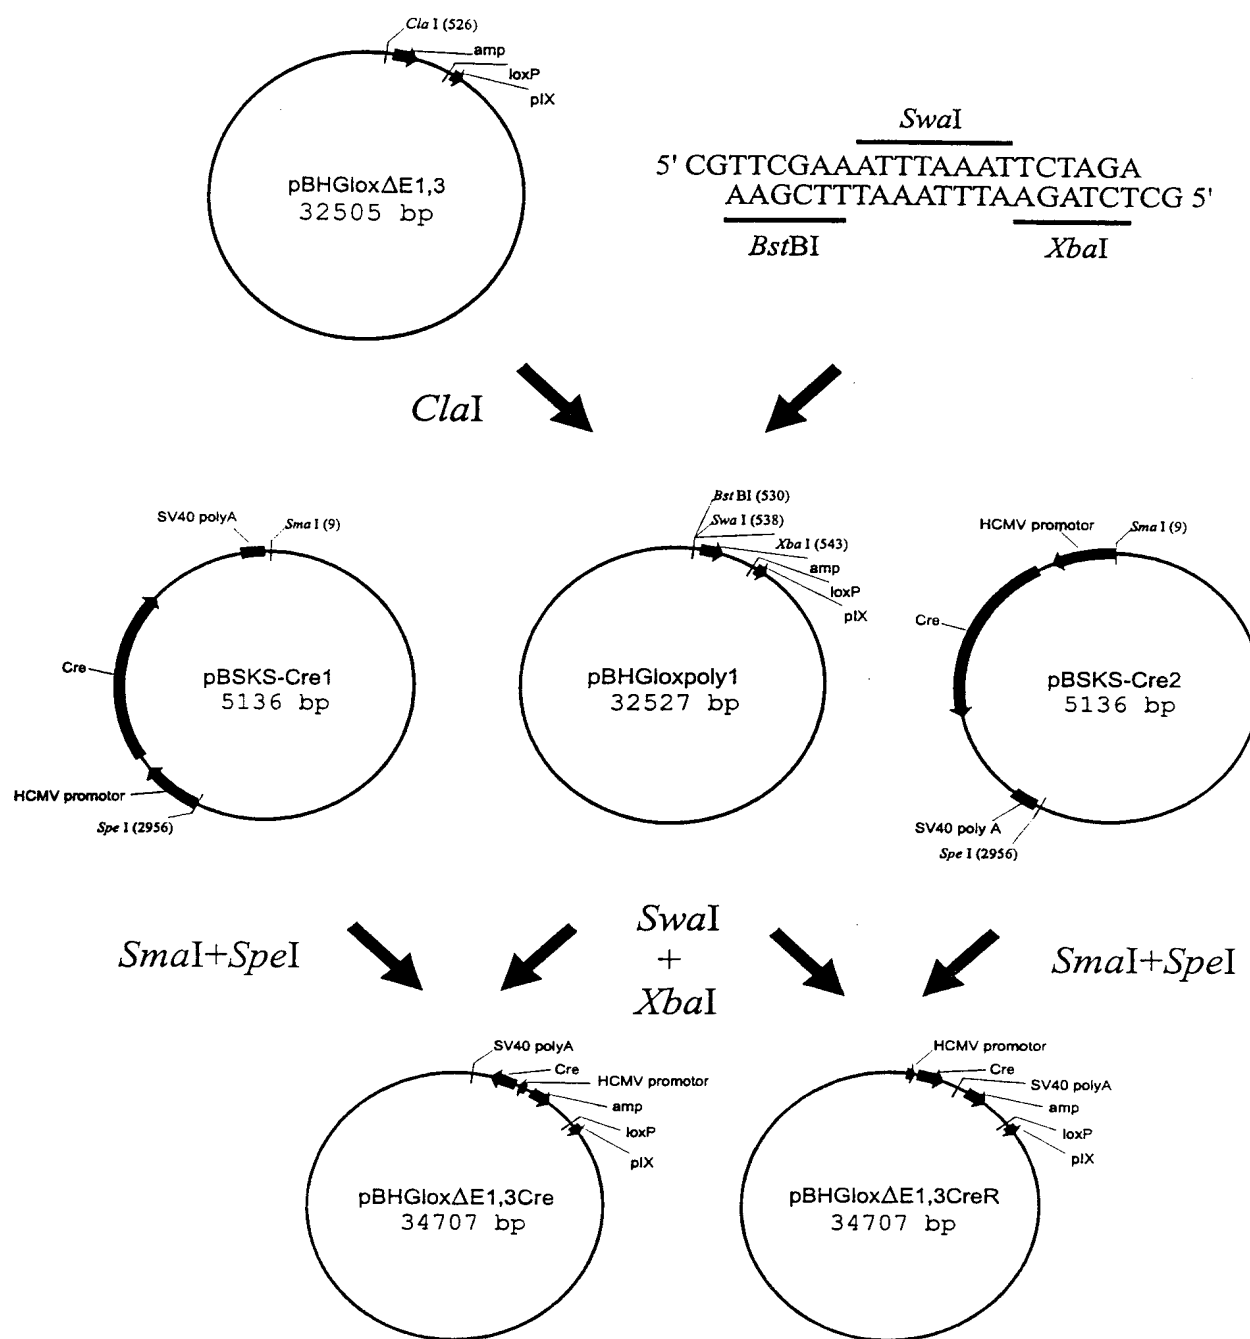 Cla I (526)
amp
loxP
pIX
pBHGloxΔE1,3
32505 bp
SwaI
5' CGTTCGAAATTTAAATTCTAGA
AAGCTTTAAATTTAAGATCTCG 5'
BstBI
XbaI
ClaI
SV40 polyA
Sma I (9)
Cre
pBSKS-Cre1
5136 bp
HCMV promotor
Spe I (2956)
Bst BI (530)
Swa I (538)
Xba I (543)
amp
loxP
pIX
pBHGloxpoly1
32527 bp
HCMV promotor
Sma I (9)
Cre
pBSKS-Cre2
5136 bp
SV40 poly A
Spe I (2956)
SmaI+SpeI
SwaI
+
XbaI
SmaI+SpeI
SV40 polyA
Cre
HCMV promotor
amp
loxP
pIX
pBHGloxΔE1,3Cre
34707 bp
HCMV promotor
Cre
SV40 polyA
amp
loxP
pIX
pBHGloxΔE1,3CreR
34707 bp